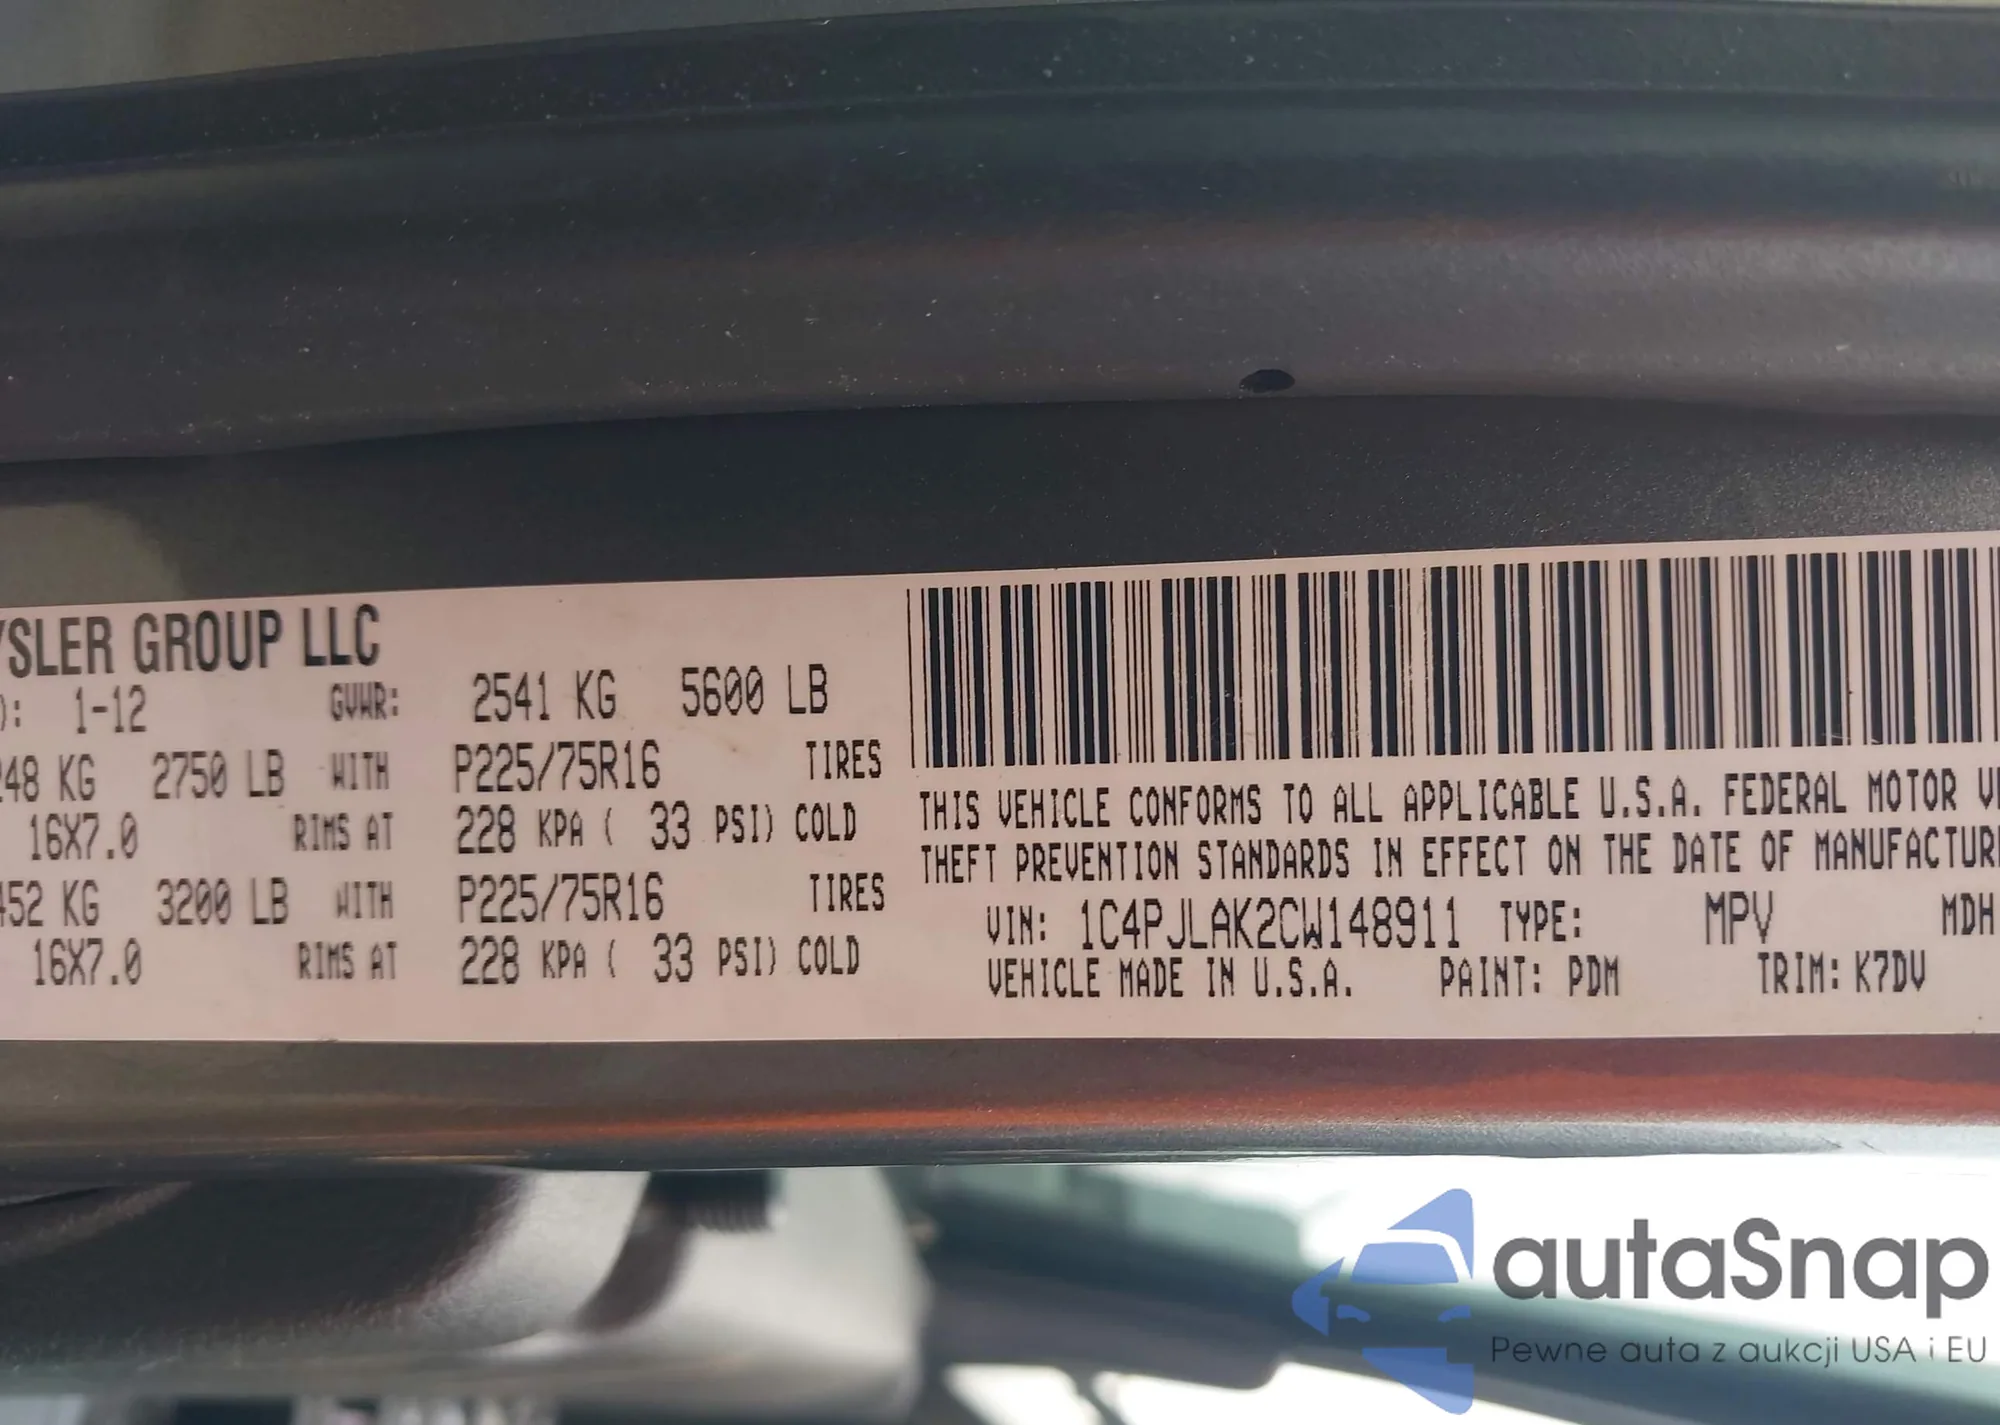 YSLER GROUP LLC
): 1-12 GVWR: 2541 KG 5600 LB
248 KG 2750 LB WITH P225/75R16 TIRES
16X7.0 RIMS AT 228 KPA ( 33 PSI) COLD
452 KG 3200 LB WITH P225/75R16 TIRES
16X7.0 RIMS AT 228 KPA ( 33 PSI) COLD
THIS VEHICLE CONFORMS TO ALL APPLICABLE U.S.A. FEDERAL MOTOR VE
THEFT PREVENTION STANDARDS IN EFFECT ON THE DATE OF MANUFACTURE
VIN: 1C4PJLAK2CW148911 TYPE: MPV MDH
VEHICLE MADE IN U.S.A. PAINT: PDM TRIM: K7DV
autaSnap
Pewne auta z aukcji USA i EU